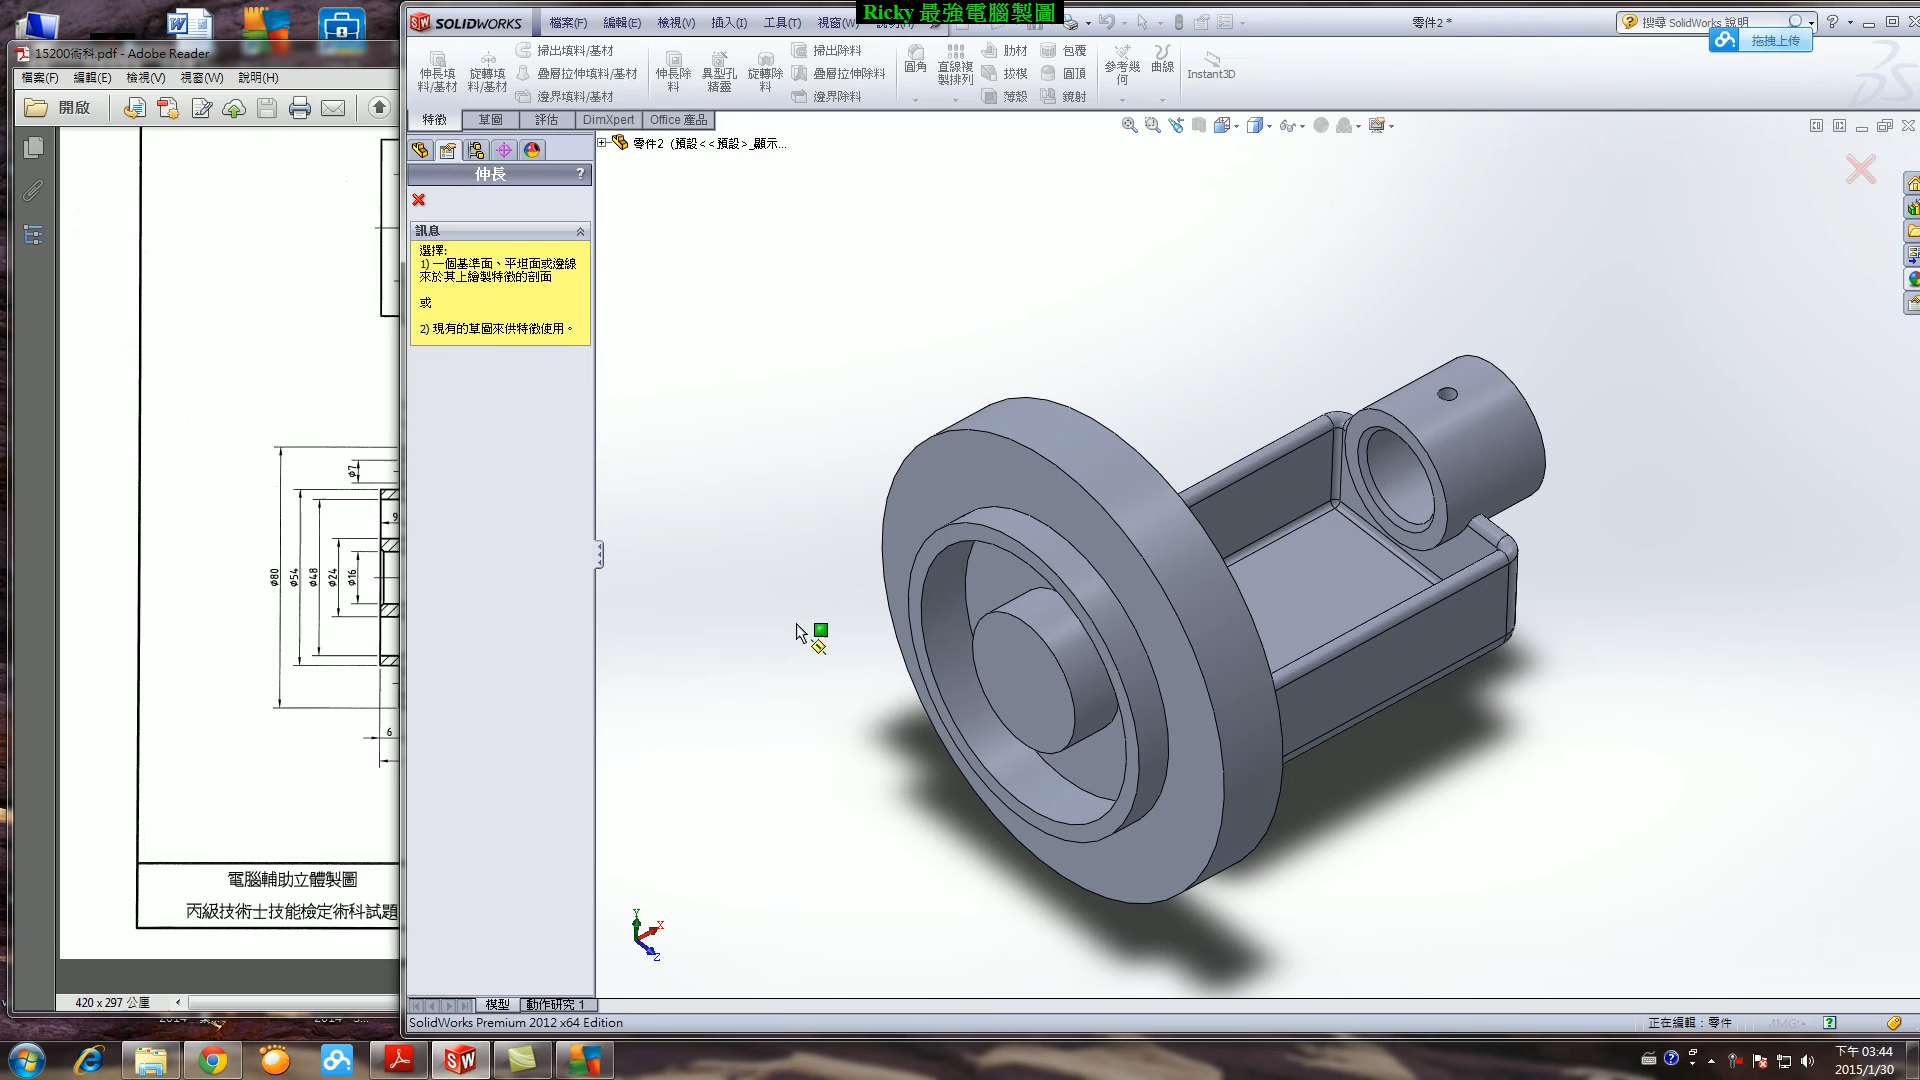 Ricky 最強電腦製圖
15200術科.pdf - Adobe Reader
檔案(F) 編輯(E) 檢視(V) 視窗(W) 說明(H)
開啟
SOLIDWORKS 檔案(F) 編輯(E) 檢視(V) 插入(I) 工具(T) 視窗(W)
零件2 *
搜尋 SolidWorks 說明
拖拽上传
伸長填料/基材
旋轉填料/基材
掃出填料/基材
疊層拉伸填料/基材
邊界填料/基材
伸長除料
異型孔精靈
旋轉除料
掃出除料
疊層拉伸除料
邊界除料
圓角
直線複製排列
肋材
拔模
薄殼
包覆
圓頂
鏡射
參考幾何
曲線
Instant3D
特徵 草圖 評估 DimXpert Office 產品
零件2 (預設<<預設>_顯示...
伸長 ?
訊息
選擇:
1) 一個基準面、平坦面或邊線
來於其上繪製特徵的剖面
或
2) 現有的草圖來供特徵使用。
ϕ7
9
ϕ80
ϕ54
ϕ48
ϕ24
ϕ16
6
電腦輔助立體製圖
丙級技術士技能檢定術科試題
420 x 297 公厘
Y
X
Z
模型 動作研究 1
SolidWorks Premium 2012 x64 Edition
正在編輯：零件
下午 03:44
2015/1/30